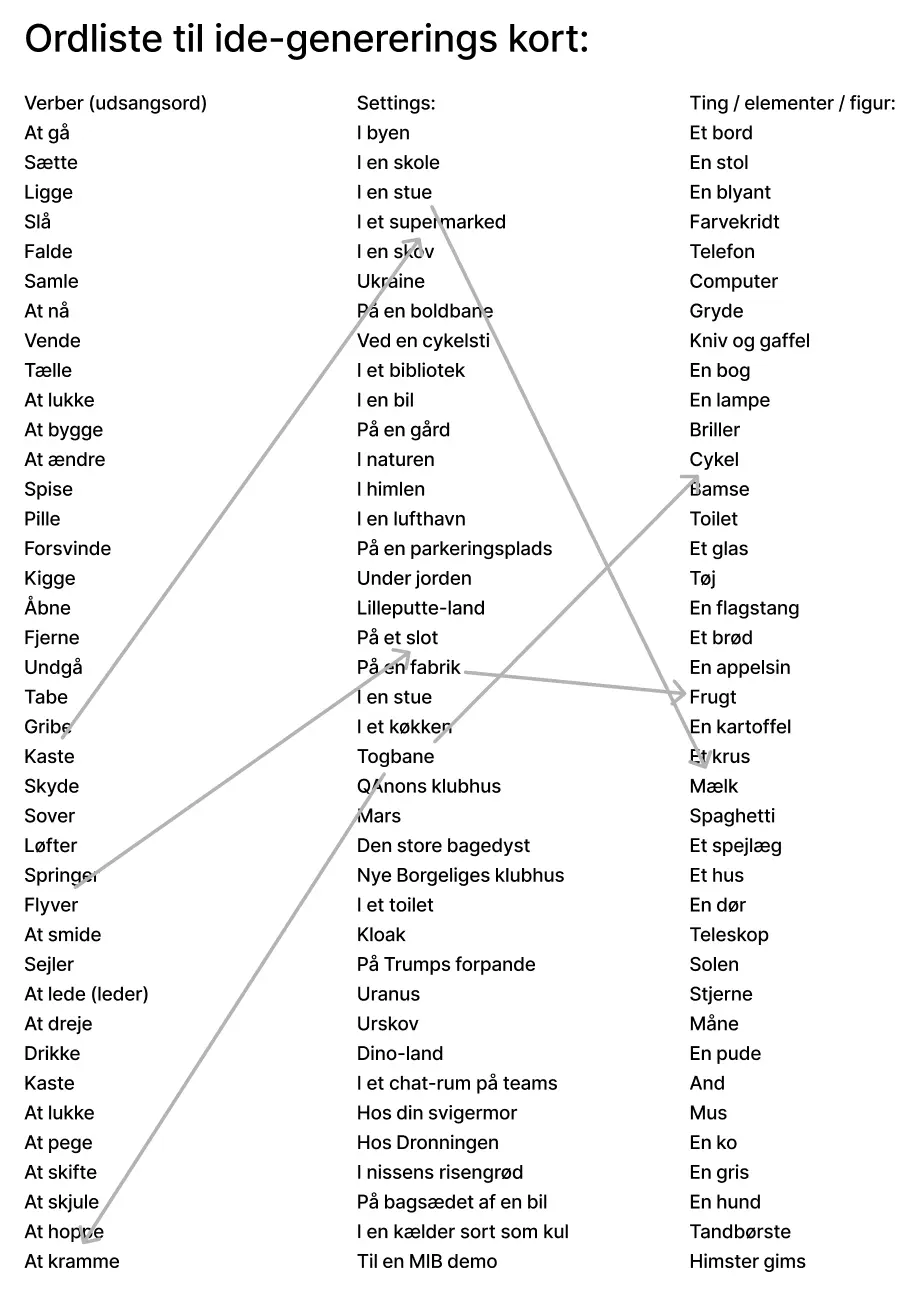 Ordliste til ide-genererings kort:
Verber (udsangsord)
At gå
Sætte
Ligge
Slå
Falde
Samle
At nå
Vende
Tælle
At lukke
At bygge
At ændre
Spise
Pille
Forsvinde
Kigge
Åbne
Fjerne
Undgå
Tabe
Gribe
Kaste
Skyde
Sover
Løfter
Springer
Flyver
At smide
Sejler
At lede (leder)
At dreje
Drikke
Kaste
At lukke
At pege
At skifte
At skjule
At hoppe
At kramme
Settings:
I byen
I en skole
I en stue
I et supermarked
I en skov
Ukraine
På en boldbane
Ved en cykelsti
I et bibliotek
I en bil
På en gård
I naturen
I himlen
I en lufthavn
På en parkeringsplads
Under jorden
Lilleputte-land
På et slot
På en fabrik
I en stue
I et køkken
Togbane
QAnons klubhus
Mars
Den store bagedyst
Nye Borgeliges klubhus
I et toilet
Kloak
På Trumps forpande
Uranus
Urskov
Dino-land
I et chat-rum på teams
Hos din svigermor
Hos Dronningen
I nissens risengrød
På bagsædet af en bil
I en kælder sort som kul
Til en MIB demo
Ting / elementer / figur:
Et bord
En stol
En blyant
Farvekridt
Telefon
Computer
Gryde
Kniv og gaffel
En bog
En lampe
Briller
Cykel
Bamse
Toilet
Et glas
Tøj
En flagstang
Et brød
En appelsin
Frugt
En kartoffel
Et krus
Mælk
Spaghetti
Et spejlæg
Et hus
En dør
Teleskop
Solen
Stjerne
Måne
En pude
And
Mus
En ko
En gris
En hund
Tandbørste
Himster gims